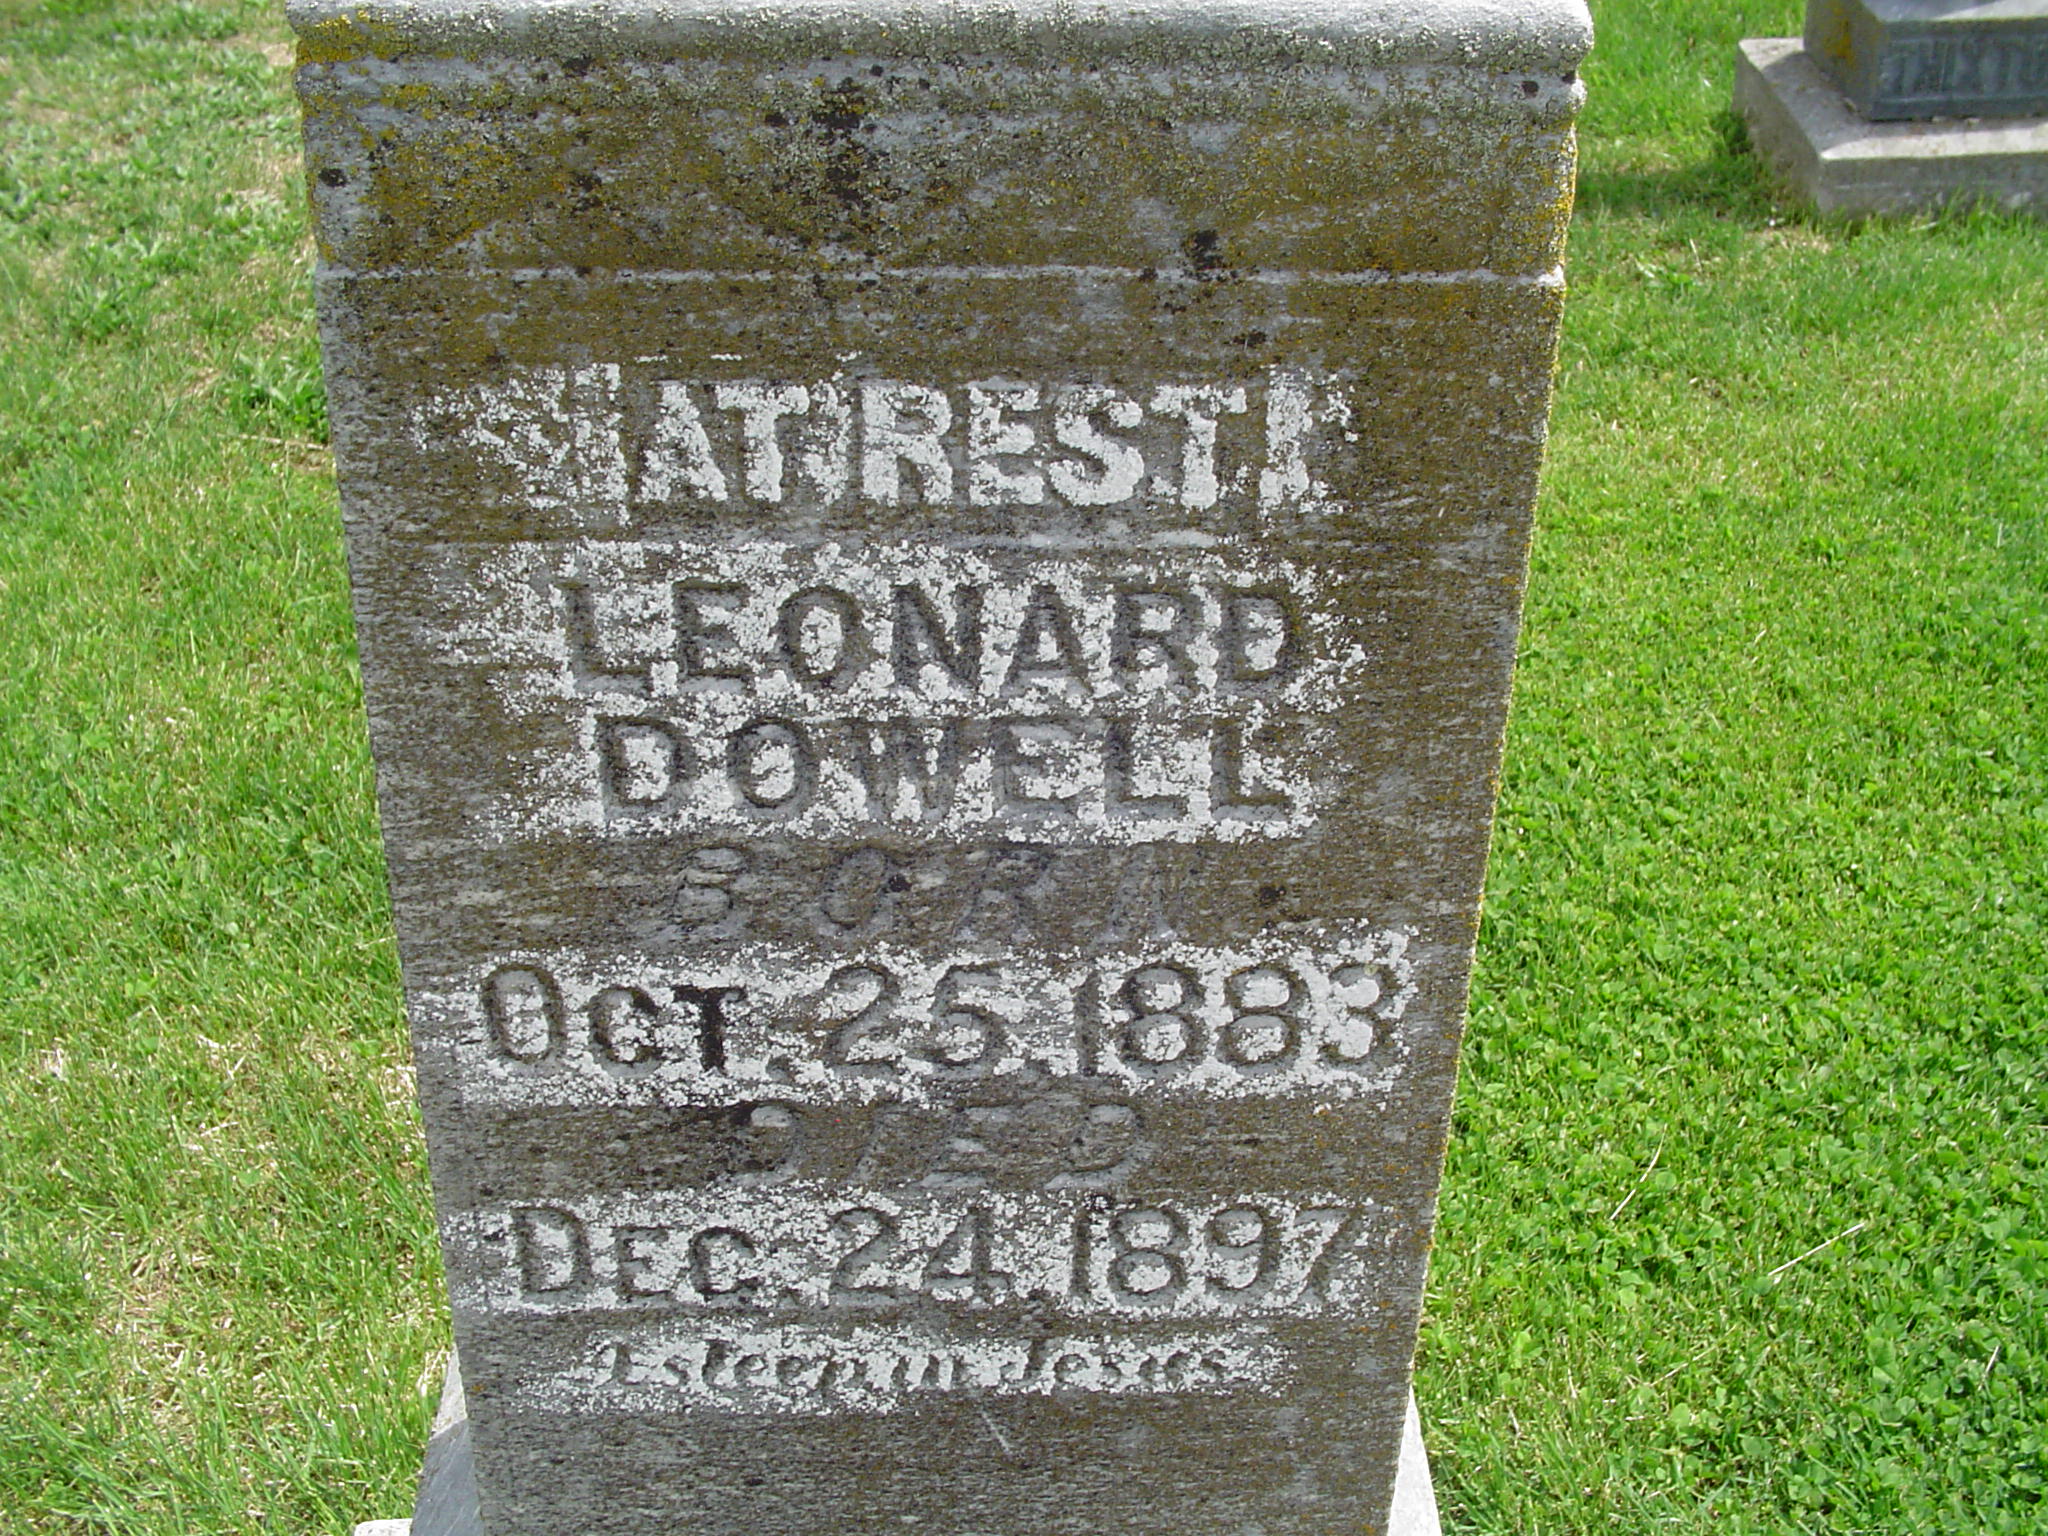 AT REST.
LEONARD
DOWELL
BORN
OCT. 25, 1883
DIED
DEC. 24, 1897
Asleep in Jesus